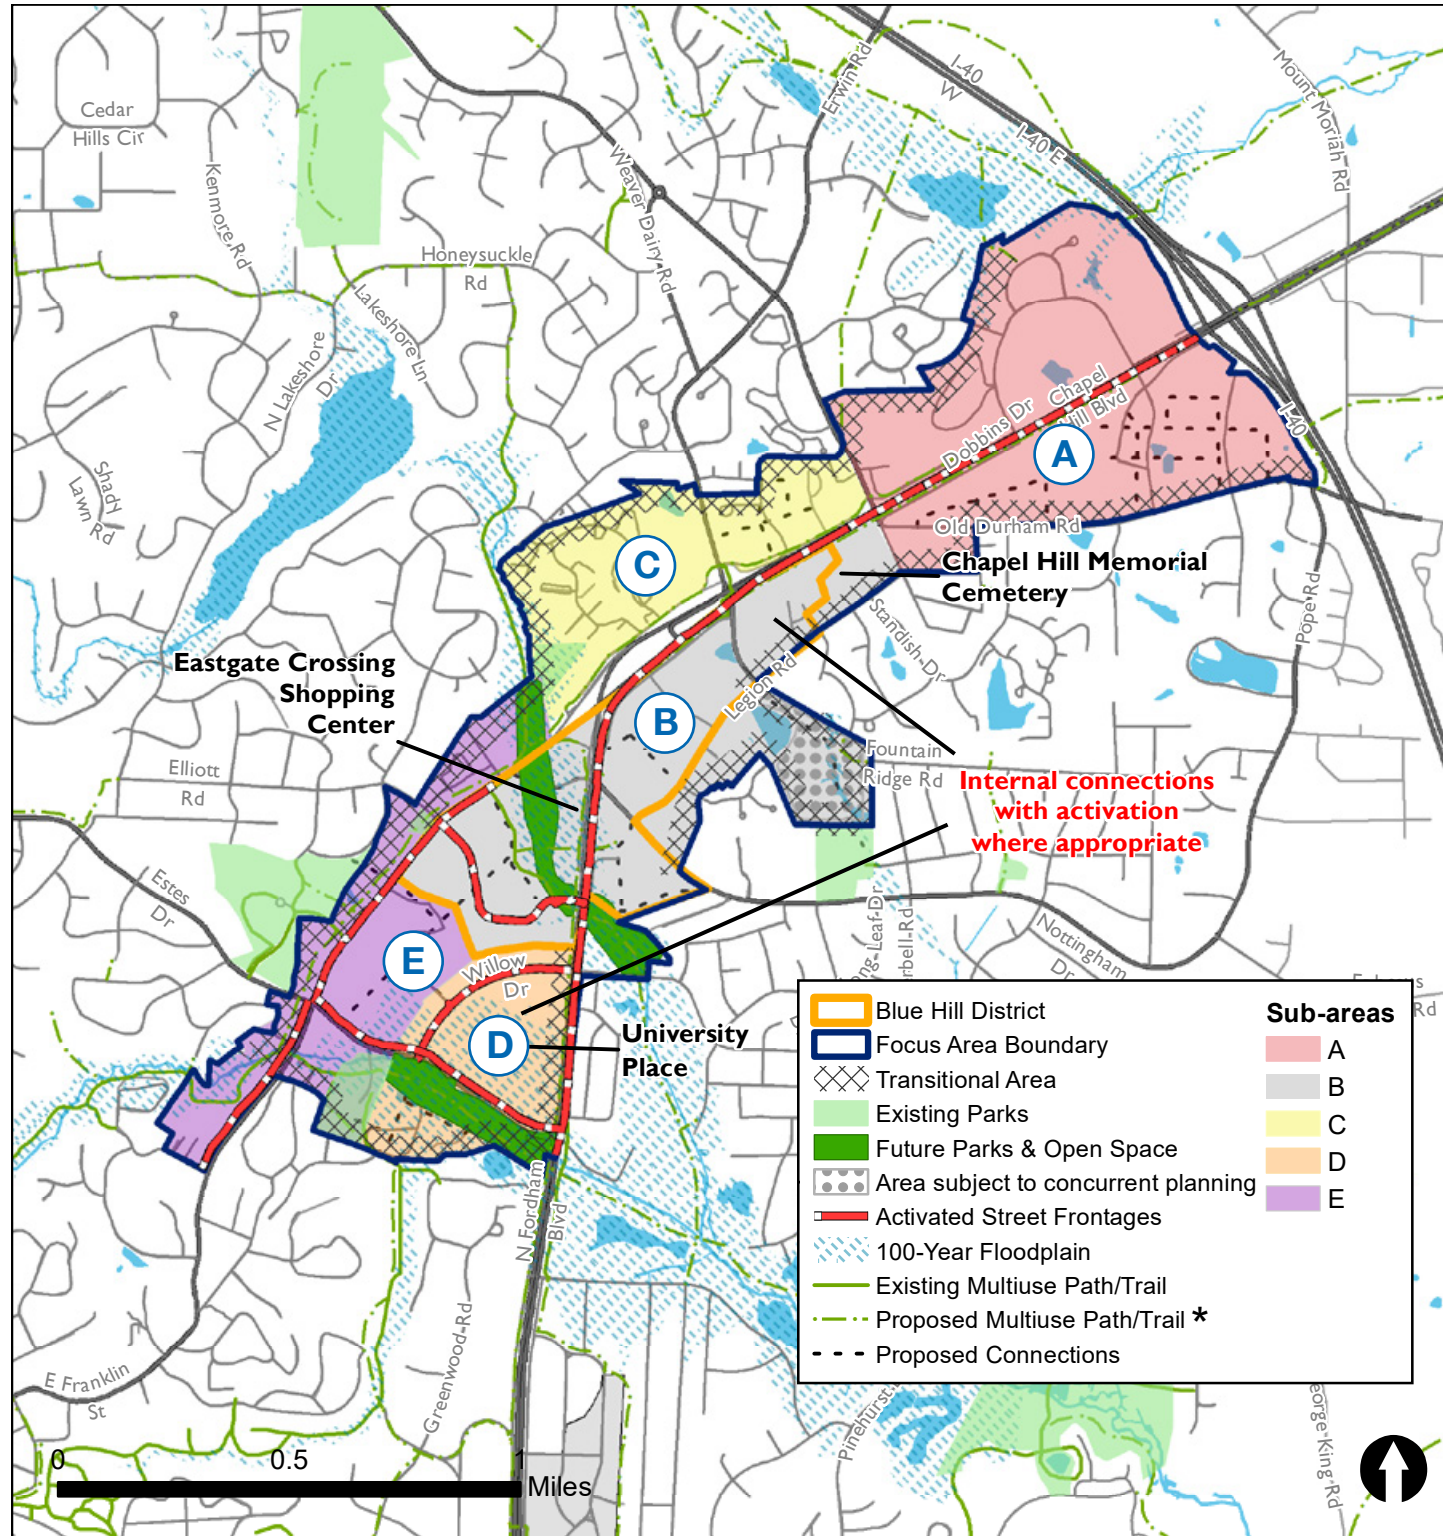 Cedar
Hills Cir
Kenmore Rd
Honeysuckle
Rd
Lakeshore Ln
N Lakeshore
Dr
Shady
Lawn Rd
Weaver Dairy Rd
Erwin Rd
I-40
W
I-40 E
Mount Moriah Rd
I-40
Dobbins Dr
Chapel
Hill Blvd
A
Old Durham Rd
Chapel Hill Memorial
Cemetery
C
Standish Dr
Pope Rd
Eastgate Crossing
Shopping
Center
Legion Rd
B
Fountain
Ridge Rd
Elliott
Rd
Internal connections
with activation
where appropriate
Estes
Dr
Nottingham
Dr
E
Willow
Dr
D
University
Place
N Fordham
Blvd
Greenwood Rd
E Franklin
St
Rd
0
0.5
1
Miles
Blue Hill District
Focus Area Boundary
Transitional Area
Existing Parks
Future Parks & Open Space
Area subject to concurrent planning
Activated Street Frontages
100-Year Floodplain
Existing Multiuse Path/Trail
Proposed Multiuse Path/Trail *
Proposed Connections
Sub-areas
A
B
C
D
E